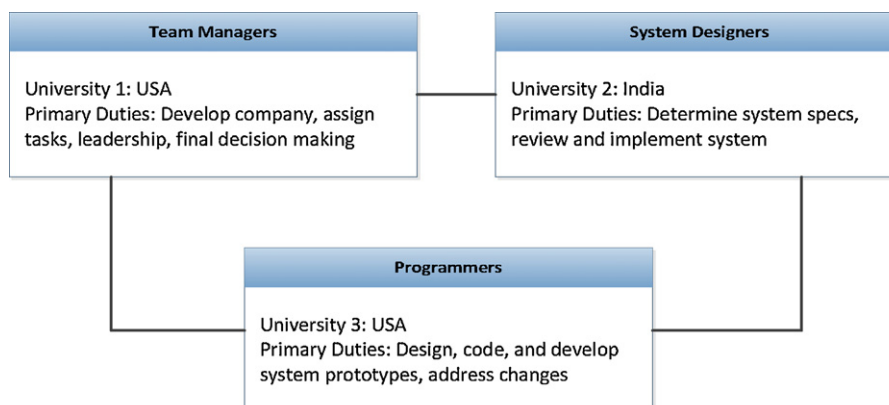 Team Managers
University 1: USA
Primary Duties: Develop company, assign
tasks, leadership, final decision making
System Designers
University 2: India
Primary Duties: Determine system specs,
review and implement system
Programmers
University 3: USA
Primary Duties: Design, code, and develop
system prototypes, address changes